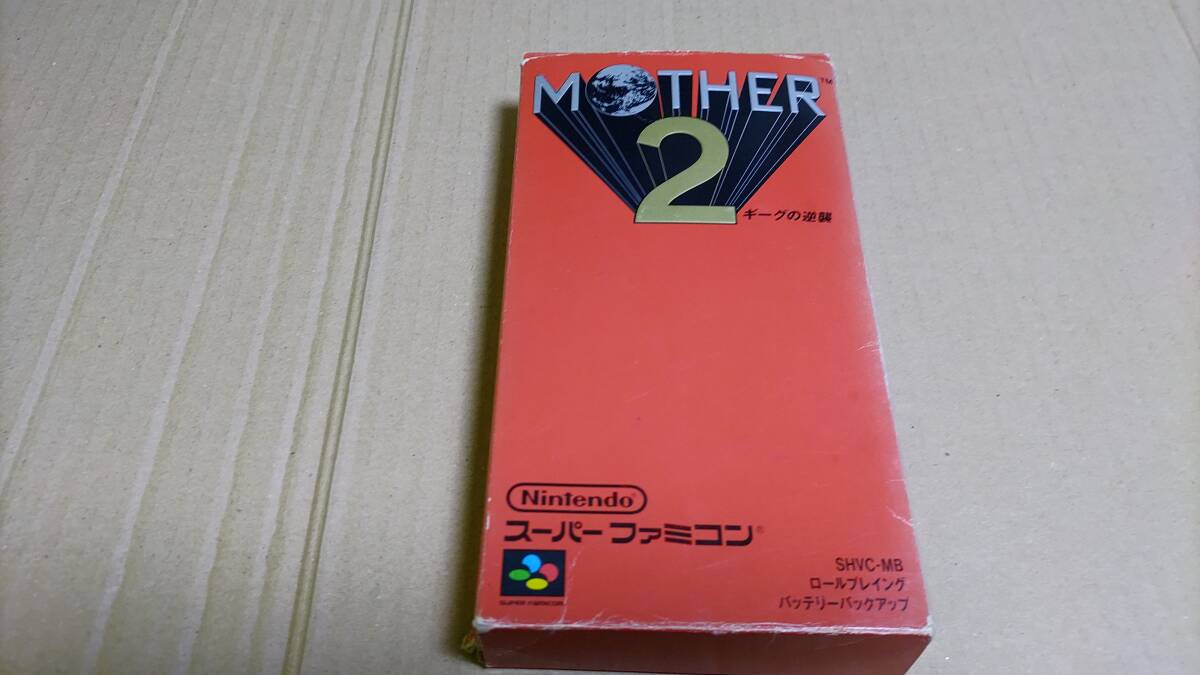 MOTHER™
2
ギーグの逆襲
Nintendo®
スーパーファミコン®
SUPER FAMICOM
SHVC-MB
ロールプレイング
バッテリーバックアップ